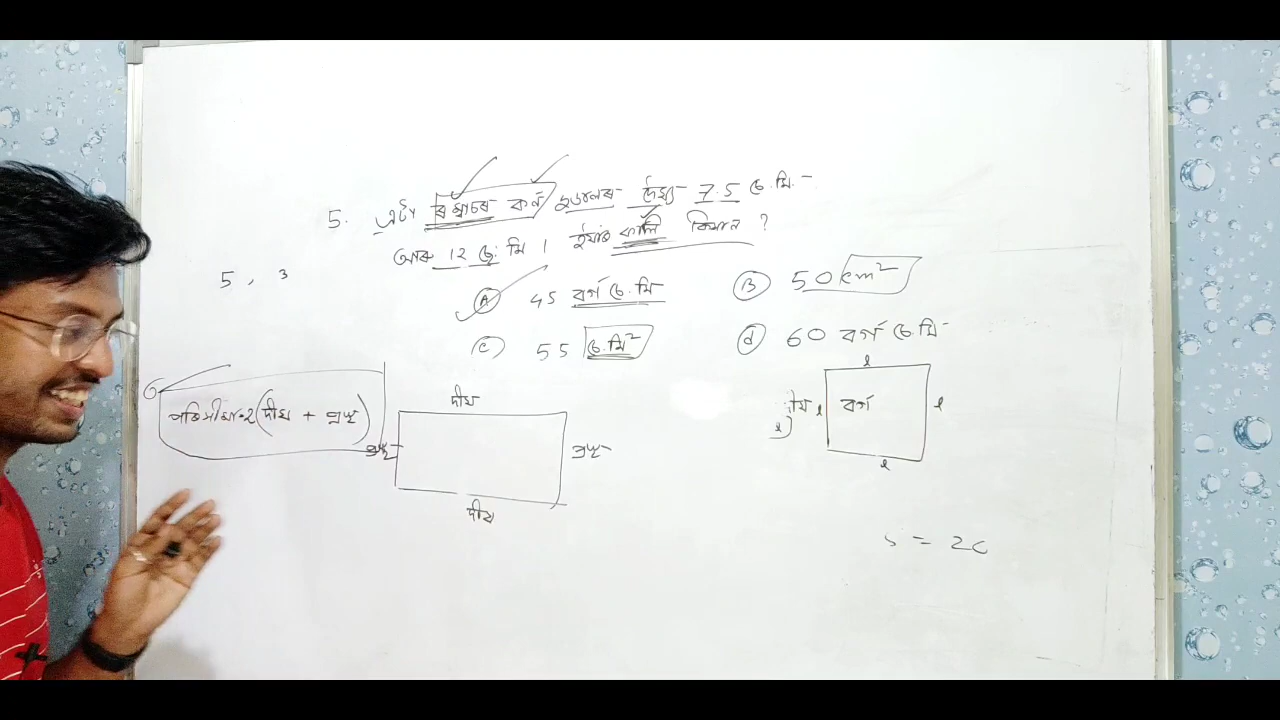 5. এটা ৰম্বাচৰ কৰ্ণ দুডালৰ দৈৰ্ঘ্য 7.5 চে.মি.
আৰু 12 চে: মি । ইয়াৰ কালি কিমান ?
5, 3
Ⓐ 45 বৰ্গ চে.মি Ⓑ 50 cm²
Ⓒ 55 চে.মি² ⓓ 60 বৰ্গ চে.মি
পৰিসীমা=2(দীঘ + প্ৰস্থ)
দীঘ
প্ৰস্থ প্ৰস্থ
দীঘ
l
l বৰ্গ l
l
= 20